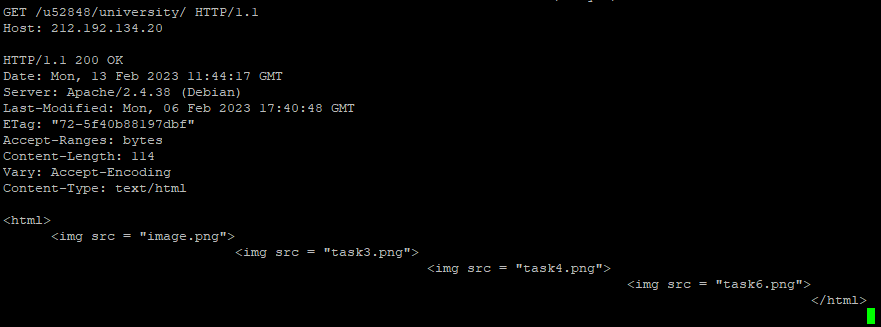 GET /u52848/university/ HTTP/1.1
Host: 212.192.134.20
HTTP/1.1 200 OK
Date: Mon, 13 Feb 2023 11:44:17 GMT
Server: Apache/2.4.38 (Debian)
Last-Modified: Mon, 06 Feb 2023 17:40:48 GMT
ETag: "72-5f40b88197dbf"
Accept-Ranges: bytes
Content-Length: 114
Vary: Accept-Encoding
Content-Type: text/html
<html>
<img src = "image.png">
<img src = "task3.png">
<img src = "task4.png">
<img src = "task6.png">
</html>